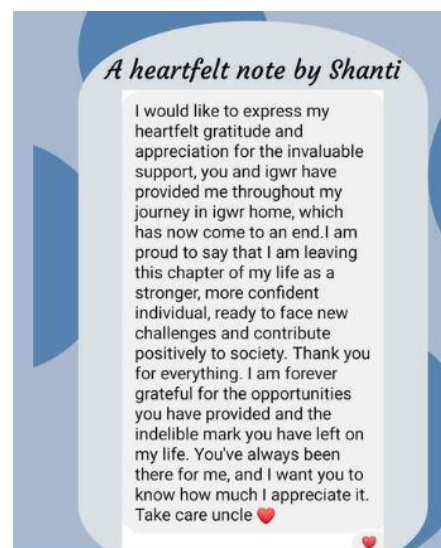 A heartfelt note by Shanti
I would like to express my
heartfelt gratitude and
appreciation for the invaluable
support, you and igwr have
provided me throughout my
journey in igwr home, which
has now come to an end.I am
proud to say that I am leaving
this chapter of my life as a
stronger, more confident
individual, ready to face new
challenges and contribute
positively to society. Thank you
for everything. I am forever
grateful for the opportunities
you have provided and the
indelible mark you have left on
my life. You've always been
there for me, and I want you to
know how much I appreciate it.
Take care uncle ❤️